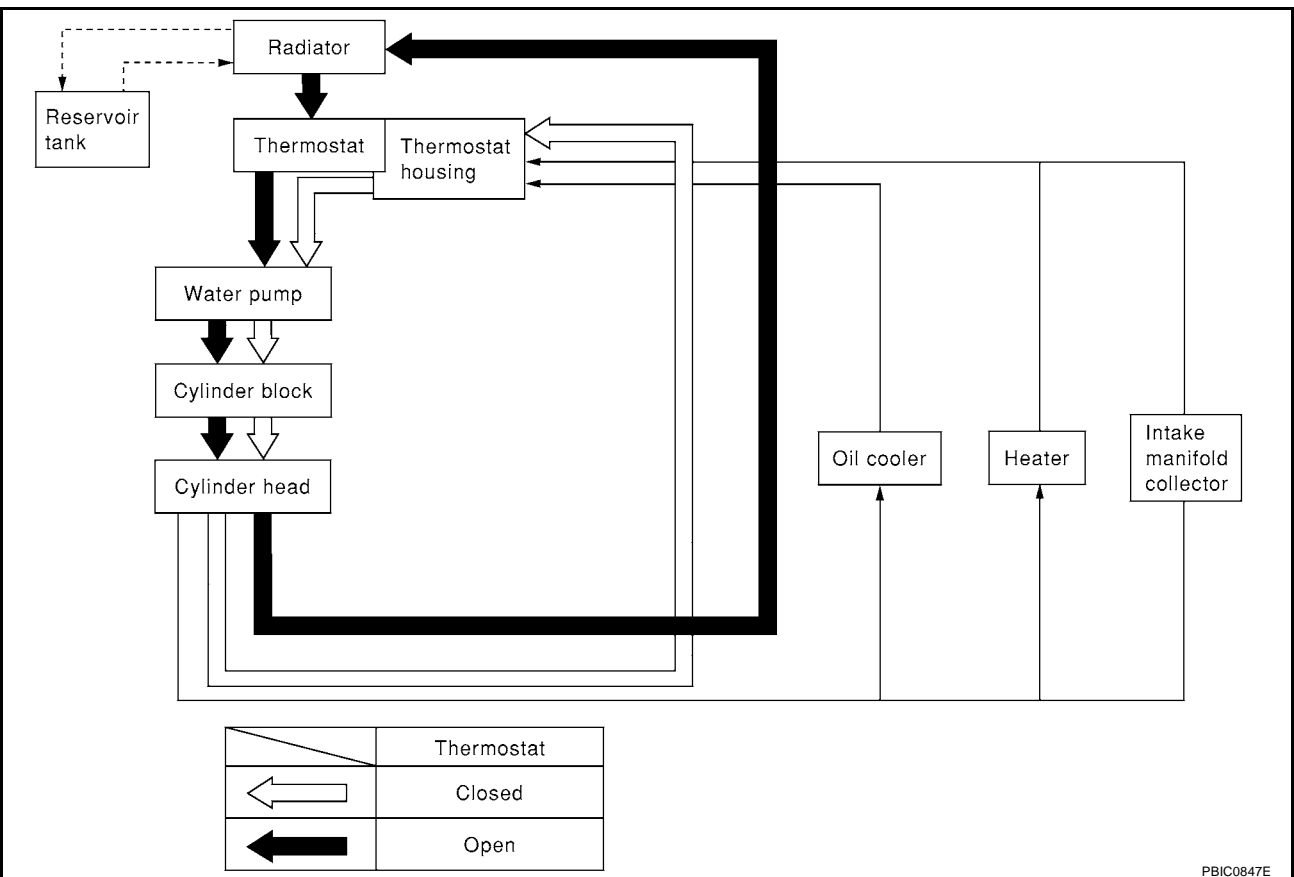 Radiator
Reservoir
tank
Thermostat
Thermostat
housing
Water pump
Cylinder block
Cylinder head
Oil cooler
Heater
Intake
manifold
collector
Thermostat
Closed
Open
PBIC0847E